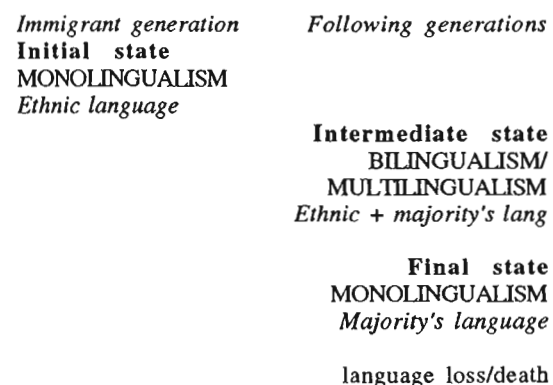 Immigrant generation Following generations
Initial state
MONOLINGUALISM
Ethnic language
Intermediate state
BILINGUALISM/
MULTILINGUALISM
Ethnic + majority's lang
Final state
MONOLINGUALISM
Majority's language
language loss/death